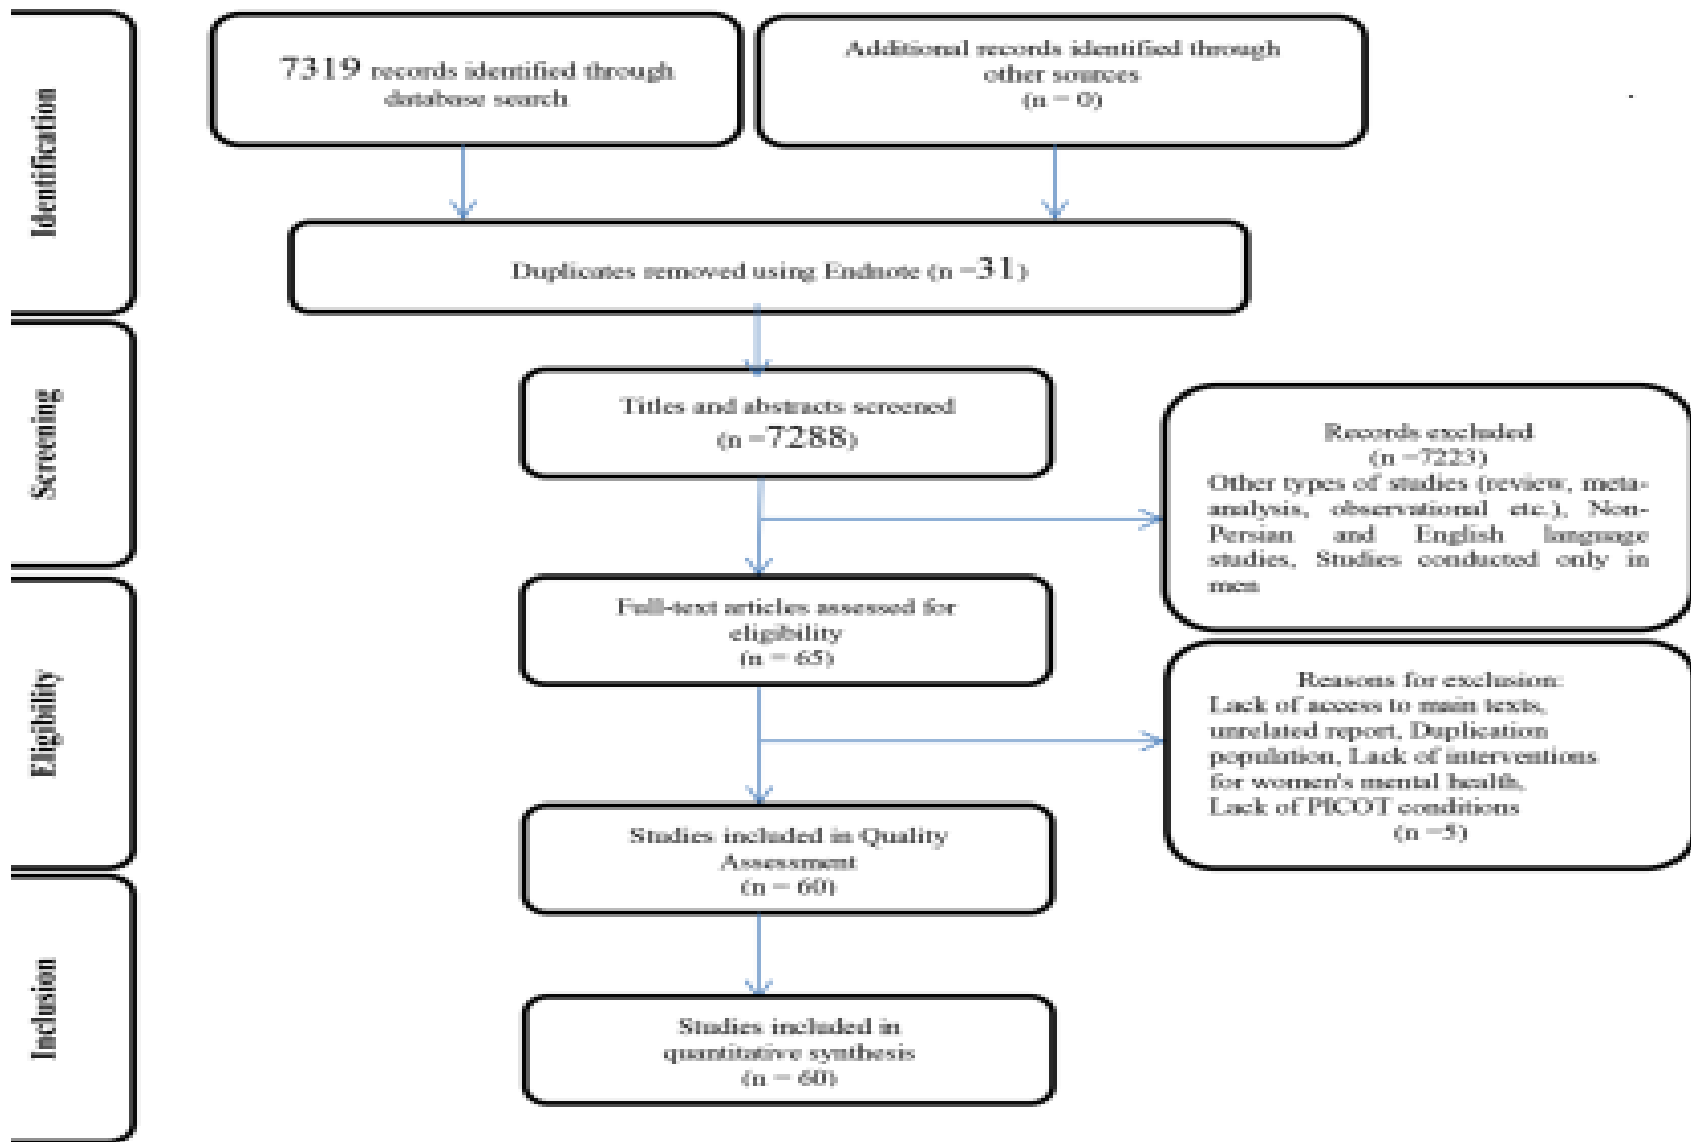 Identification
7319 records identified through
database search
Additional records identified through
other sources
(n = 0)
Duplicates removed using Endnote (n =31)
Screening
Titles and abstracts screened
(n =7288)
Records excluded
(n =7223)
Other types of studies (review, meta-
analysis, observational etc.), Non-
Persian and English language
studies, Studies conducted only in
men
Eligibility
Full-text articles assessed for
eligibility
(n = 65)
Reasons for exclusion:
Lack of access to main texts,
unrelated report, Duplication
population, Lack of interventions
for women's mental health,
Lack of PICOT conditions
(n =5)
Studies included in Quality
Assessment
(n = 60)
Inclusion
Studies included in
quantitative synthesis
(n = 60)